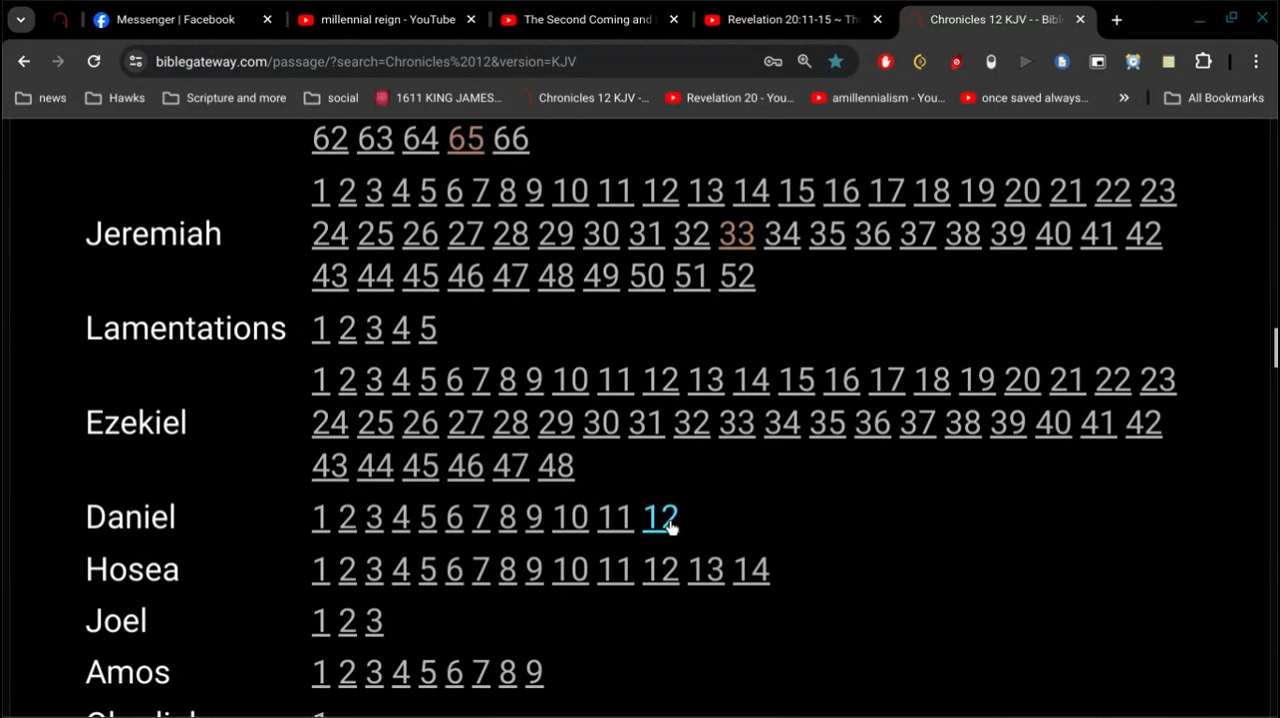 Messenger | Facebook
millennial reign - YouTube
The Second Coming and
Revelation 20:11-15 ~ Th
Chronicles 12 KJV - - Bib
biblegateway.com/passage/?search=Chronicles%2012&version=KJV
news
Hawks
Scripture and more
social
1611 KING JAMES...
Chronicles 12 KJV -...
Revelation 20 - You...
amillennialism - You...
once saved always...
All Bookmarks
62 63 64 65 66
Jeremiah
1 2 3 4 5 6 7 8 9 10 11 12 13 14 15 16 17 18 19 20 21 22 23
24 25 26 27 28 29 30 31 32 33 34 35 36 37 38 39 40 41 42
43 44 45 46 47 48 49 50 51 52
Lamentations 1 2 3 4 5
Ezekiel
1 2 3 4 5 6 7 8 9 10 11 12 13 14 15 16 17 18 19 20 21 22 23
24 25 26 27 28 29 30 31 32 33 34 35 36 37 38 39 40 41 42
43 44 45 46 47 48
Daniel 1 2 3 4 5 6 7 8 9 10 11 12
Hosea 1 2 3 4 5 6 7 8 9 10 11 12 13 14
Joel 1 2 3
Amos 1 2 3 4 5 6 7 8 9